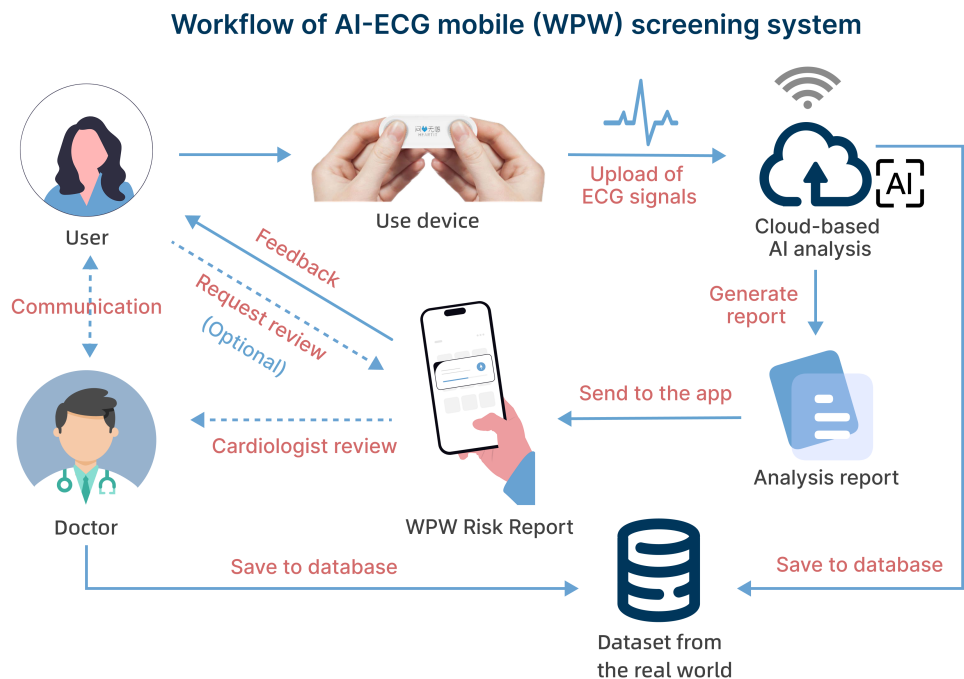 Workflow of AI-ECG mobile (WPW) screening system
User
Use device
Upload of
ECG signals
AI
Cloud-based
AI analysis
Feedback
Request review
(Optional)
Communication
Generate
report
Send to the app
Cardiologist review
Analysis report
Doctor
WPW Risk Report
Save to database
Save to database
Dataset from
the real world